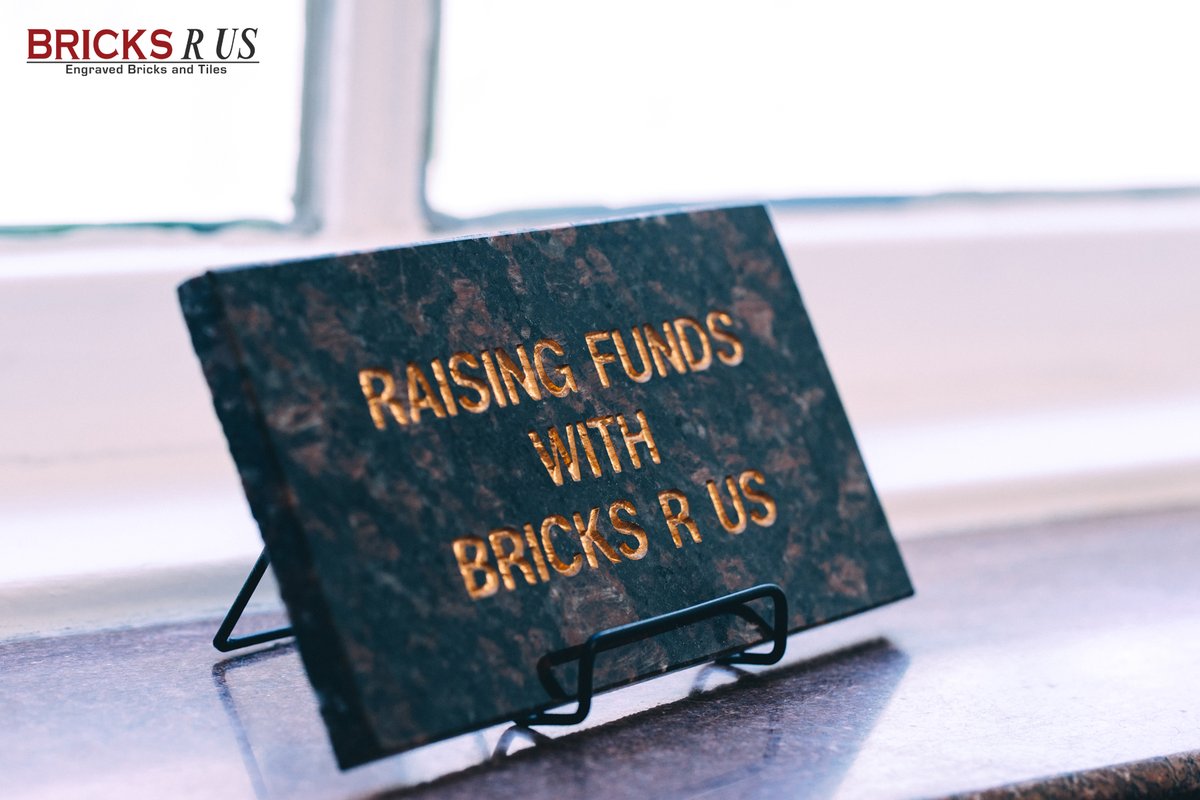 BRICKS R US
Engraved Bricks and Tiles
RAISING FUNDS
WITH
BRICKS R US